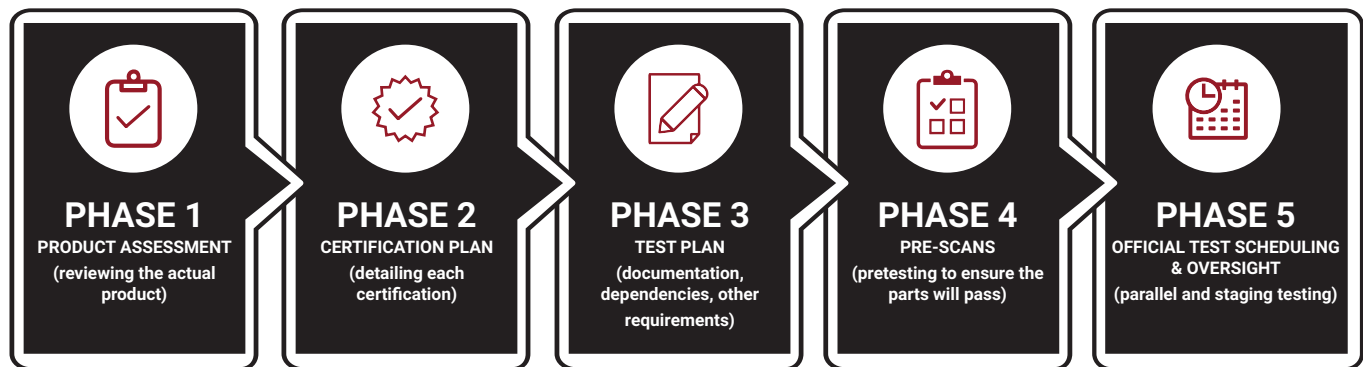 PHASE 1
PRODUCT ASSESSMENT
(reviewing the actual
product)
PHASE 2
CERTIFICATION PLAN
(detailing each
certification)
PHASE 3
TEST PLAN
(documentation,
dependencies, other
requirements)
PHASE 4
PRE-SCANS
(pretesting to ensure the
parts will pass)
PHASE 5
OFFICIAL TEST SCHEDULING
& OVERSIGHT
(parallel and staging testing)